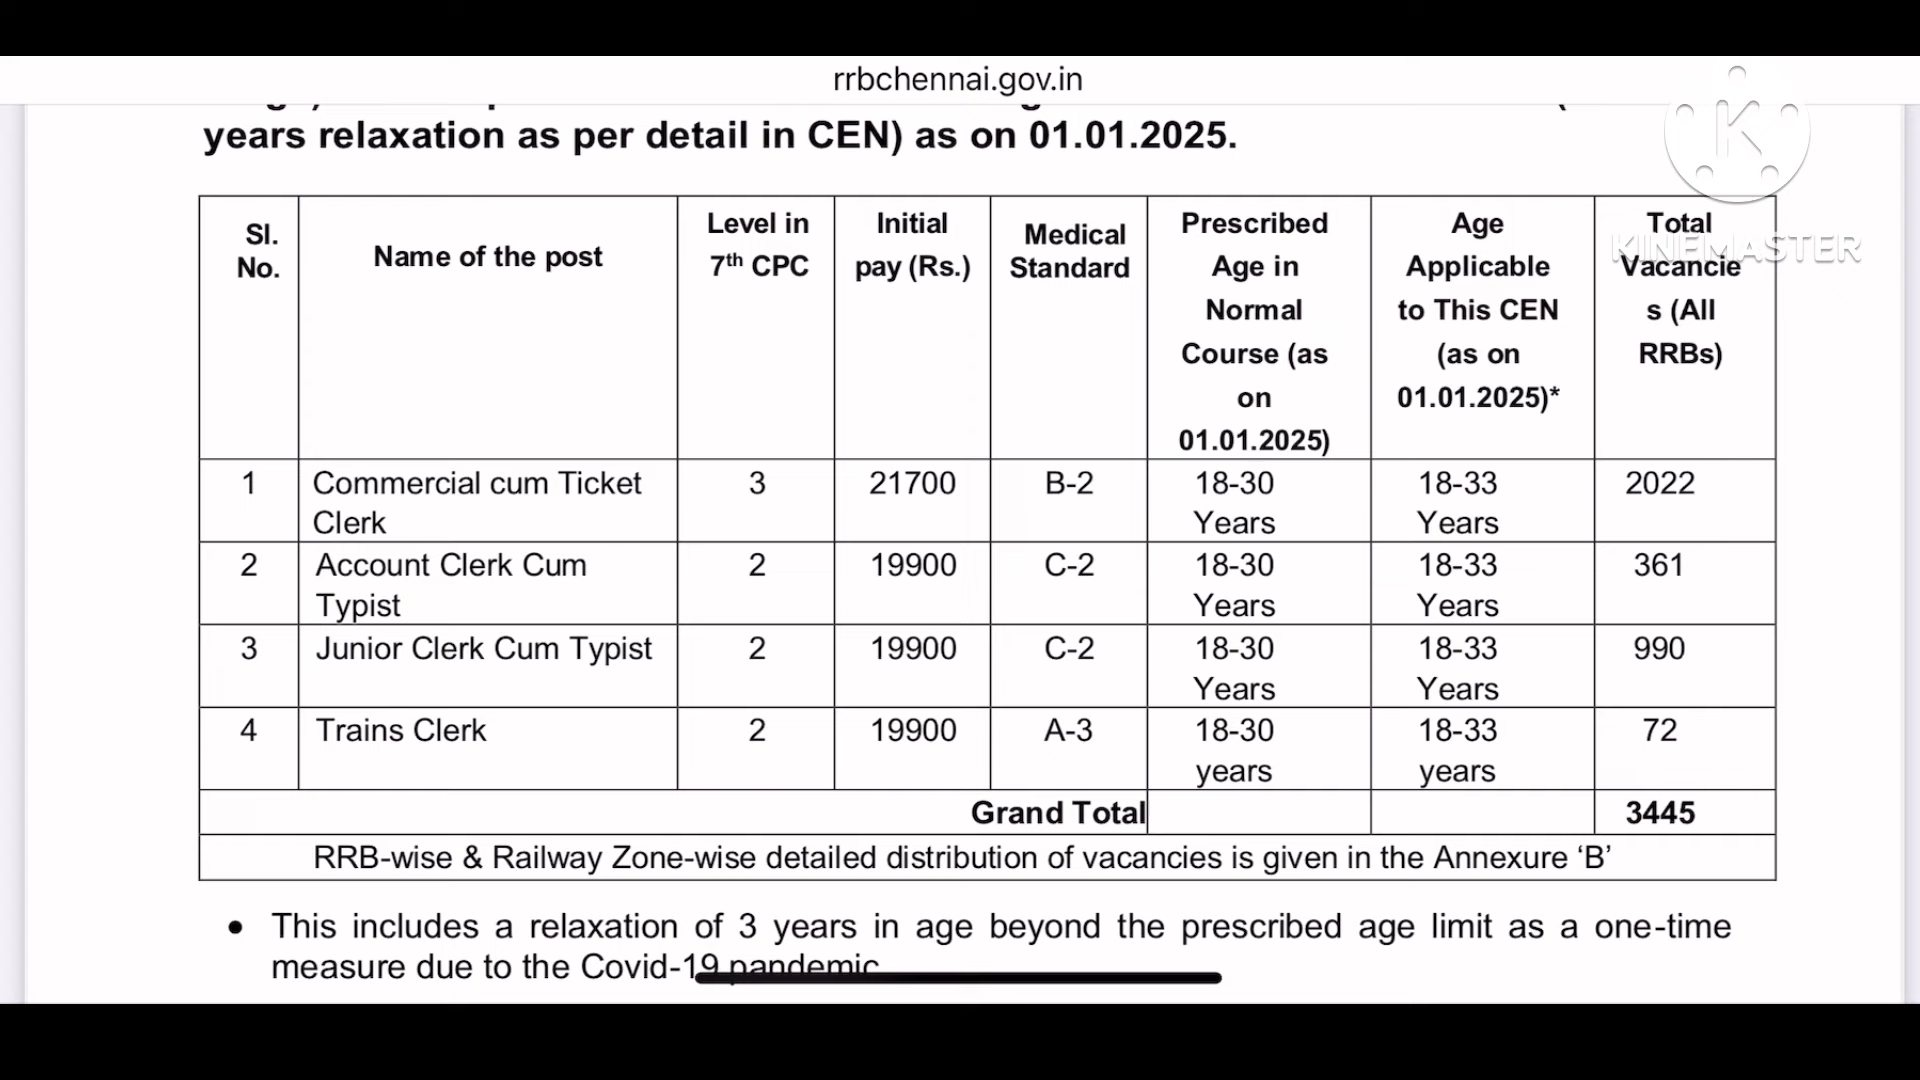 rrbchennai.gov.in
years relaxation as per detail in CEN) as on 01.01.2025.
KINEMASTER
Sl. No. Name of the post Level in 7th CPC Initial pay (Rs.) Medical Standard Prescribed Age in Normal Course (as on 01.01.2025) Age Applicable to This CEN (as on 01.01.2025)* Total Vacancies (All RRBs)
1 Commercial cum Ticket Clerk 3 21700 B-2 18-30 Years 18-33 Years 2022
2 Account Clerk Cum Typist 2 19900 C-2 18-30 Years 18-33 Years 361
3 Junior Clerk Cum Typist 2 19900 C-2 18-30 Years 18-33 Years 990
4 Trains Clerk 2 19900 A-3 18-30 years 18-33 years 72
Grand Total 3445
RRB-wise & Railway Zone-wise detailed distribution of vacancies is given in the Annexure ‘B’
• This includes a relaxation of 3 years in age beyond the prescribed age limit as a one-time
measure due to the Covid-19 pandemic